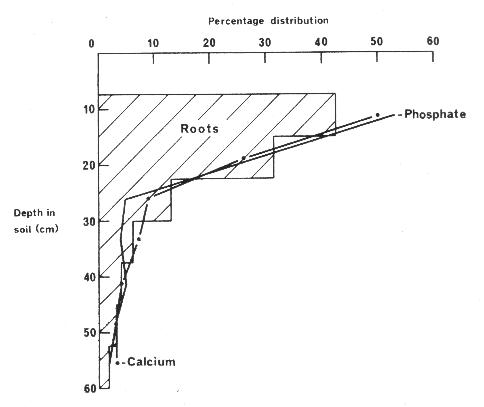 Percentage distribution
0 10 20 30 40 50 60
10
Phosphate
Roots
20
Depth in
soil (cm)
30
40
50
Calcium
60